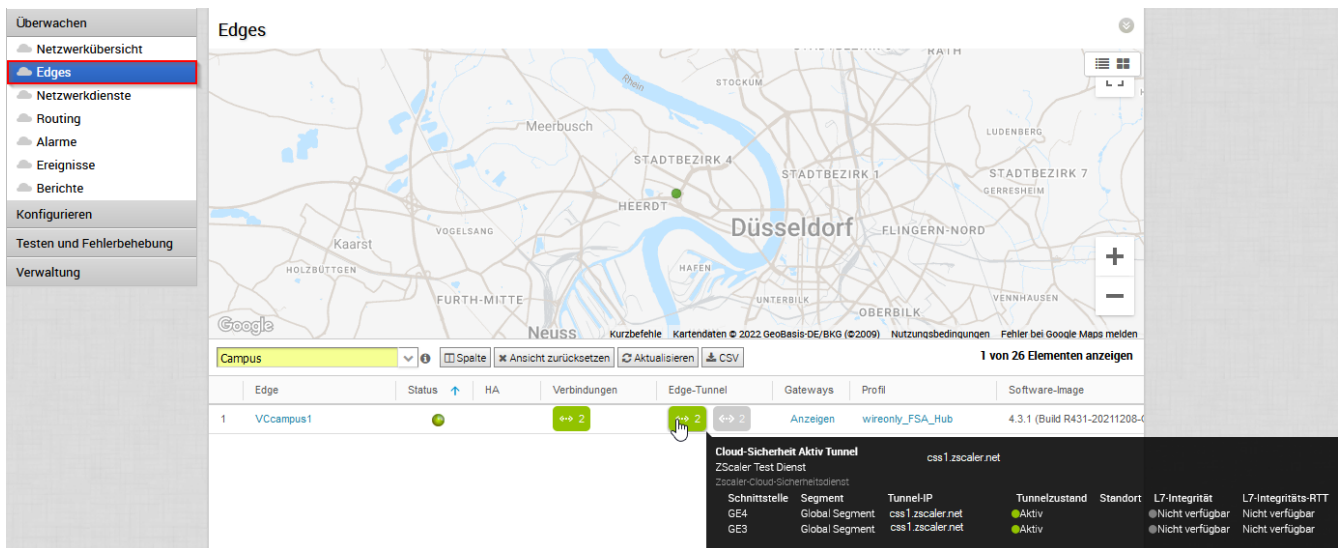 Überwachen
Netzwerkübersicht
Edges
Netzwerkdienste
Routing
Alarme
Ereignisse
Berichte
Konfigurieren
Testen und Fehlerbehebung
Verwaltung
Edges
RATH
Rhein
STOCKUM
Meerbusch
LUDENBERG
STADTBEZIRK 4
STADTBEZIRK 1
STADTBEZIRK 7
GERRESHEIM
HEERDT
Düsseldorf
VOGELSANG
FLINGERN-NORD
Kaarst
HOLZBÜTTGEN
HAFEN
FURTH-MITTE
UNTERBILK
VENNHAUSEN
OBERBILK
Google
Neuss
Kurzbefehle Kartendaten © 2022 GeoBasis-DE/BKG (©2009) Nutzungsbedingungen Fehler bei Google Maps melden
Campus Spalte Ansicht zurücksetzen Aktualisieren CSV 1 von 26 Elementen anzeigen
Edge Status HA Verbindungen Edge-Tunnel Gateways Profil Software-Image
1 VCcampus1 2 2 2 Anzeigen wireonly_FSA_Hub 4.3.1 (Build R431-20211208-
Cloud-Sicherheit Aktiv Tunnel css1.zscaler.net
ZScaler Test Dienst
Zscaler-Cloud-Sicherheitsdienst
Schnittstelle Segment Tunnel-IP Tunnelzustand Standort L7-Integrität L7-Integritäts-RTT
GE4 Global Segment css1.zscaler.net Aktiv Nicht verfügbar Nicht verfügbar
GE3 Global Segment css1.zscaler.net Aktiv Nicht verfügbar Nicht verfügbar